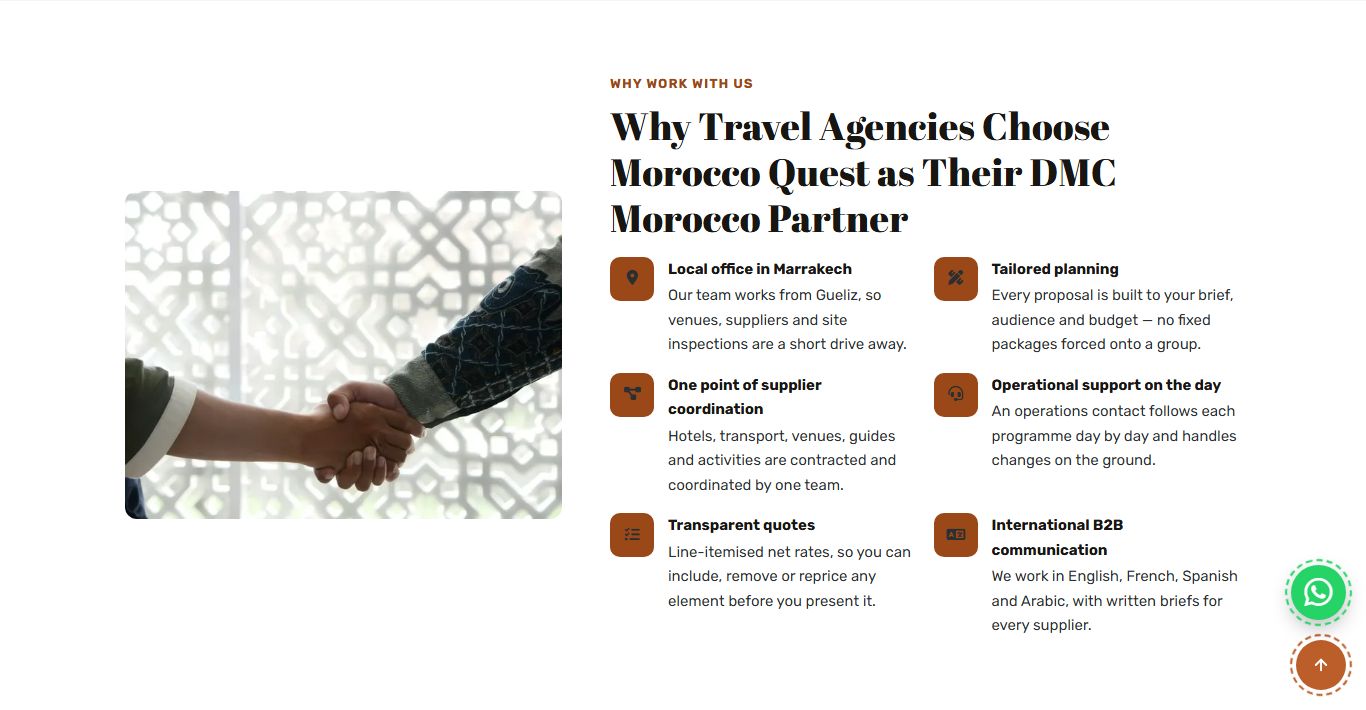 WHY WORK WITH US
Why Travel Agencies Choose
Morocco Quest as Their DMC
Morocco Partner
Local office in Marrakech
Our team works from Gueliz, so
venues, suppliers and site
inspections are a short drive away.
Tailored planning
Every proposal is built to your brief,
audience and budget — no fixed
packages forced onto a group.
One point of supplier
coordination
Hotels, transport, venues, guides
and activities are contracted and
coordinated by one team.
Operational support on the day
An operations contact follows each
programme day by day and handles
changes on the ground.
Transparent quotes
Line-itemised net rates, so you can
include, remove or reprice any
element before you present it.
International B2B
communication
We work in English, French, Spanish
and Arabic, with written briefs for
every supplier.